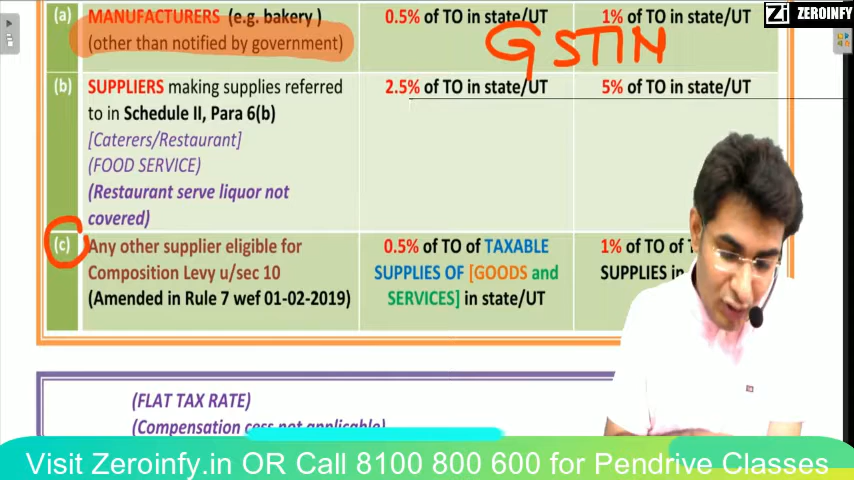 Zi ZEROINFY
(a) MANUFACTURERS (e.g. bakery )
(other than notified by government)
0.5% of TO in state/UT
1% of TO in state/UT
GSTIN
(b) SUPPLIERS making supplies referred
to in Schedule II, Para 6(b)
[Caterers/Restaurant]
(FOOD SERVICE)
(Restaurant serve liquor not
covered)
2.5% of TO in state/UT
5% of TO in state/UT
(c) Any other supplier eligible for
Composition Levy u/sec 10
(Amended in Rule 7 wef 01-02-2019)
0.5% of TO of TAXABLE
SUPPLIES OF [GOODS and
SERVICES] in state/UT
1% of TO of
SUPPLIES in
(FLAT TAX RATE)
(Compensation cess not applicable)
Visit Zeroinfy.in OR Call 8100 800 600 for Pendrive Classes